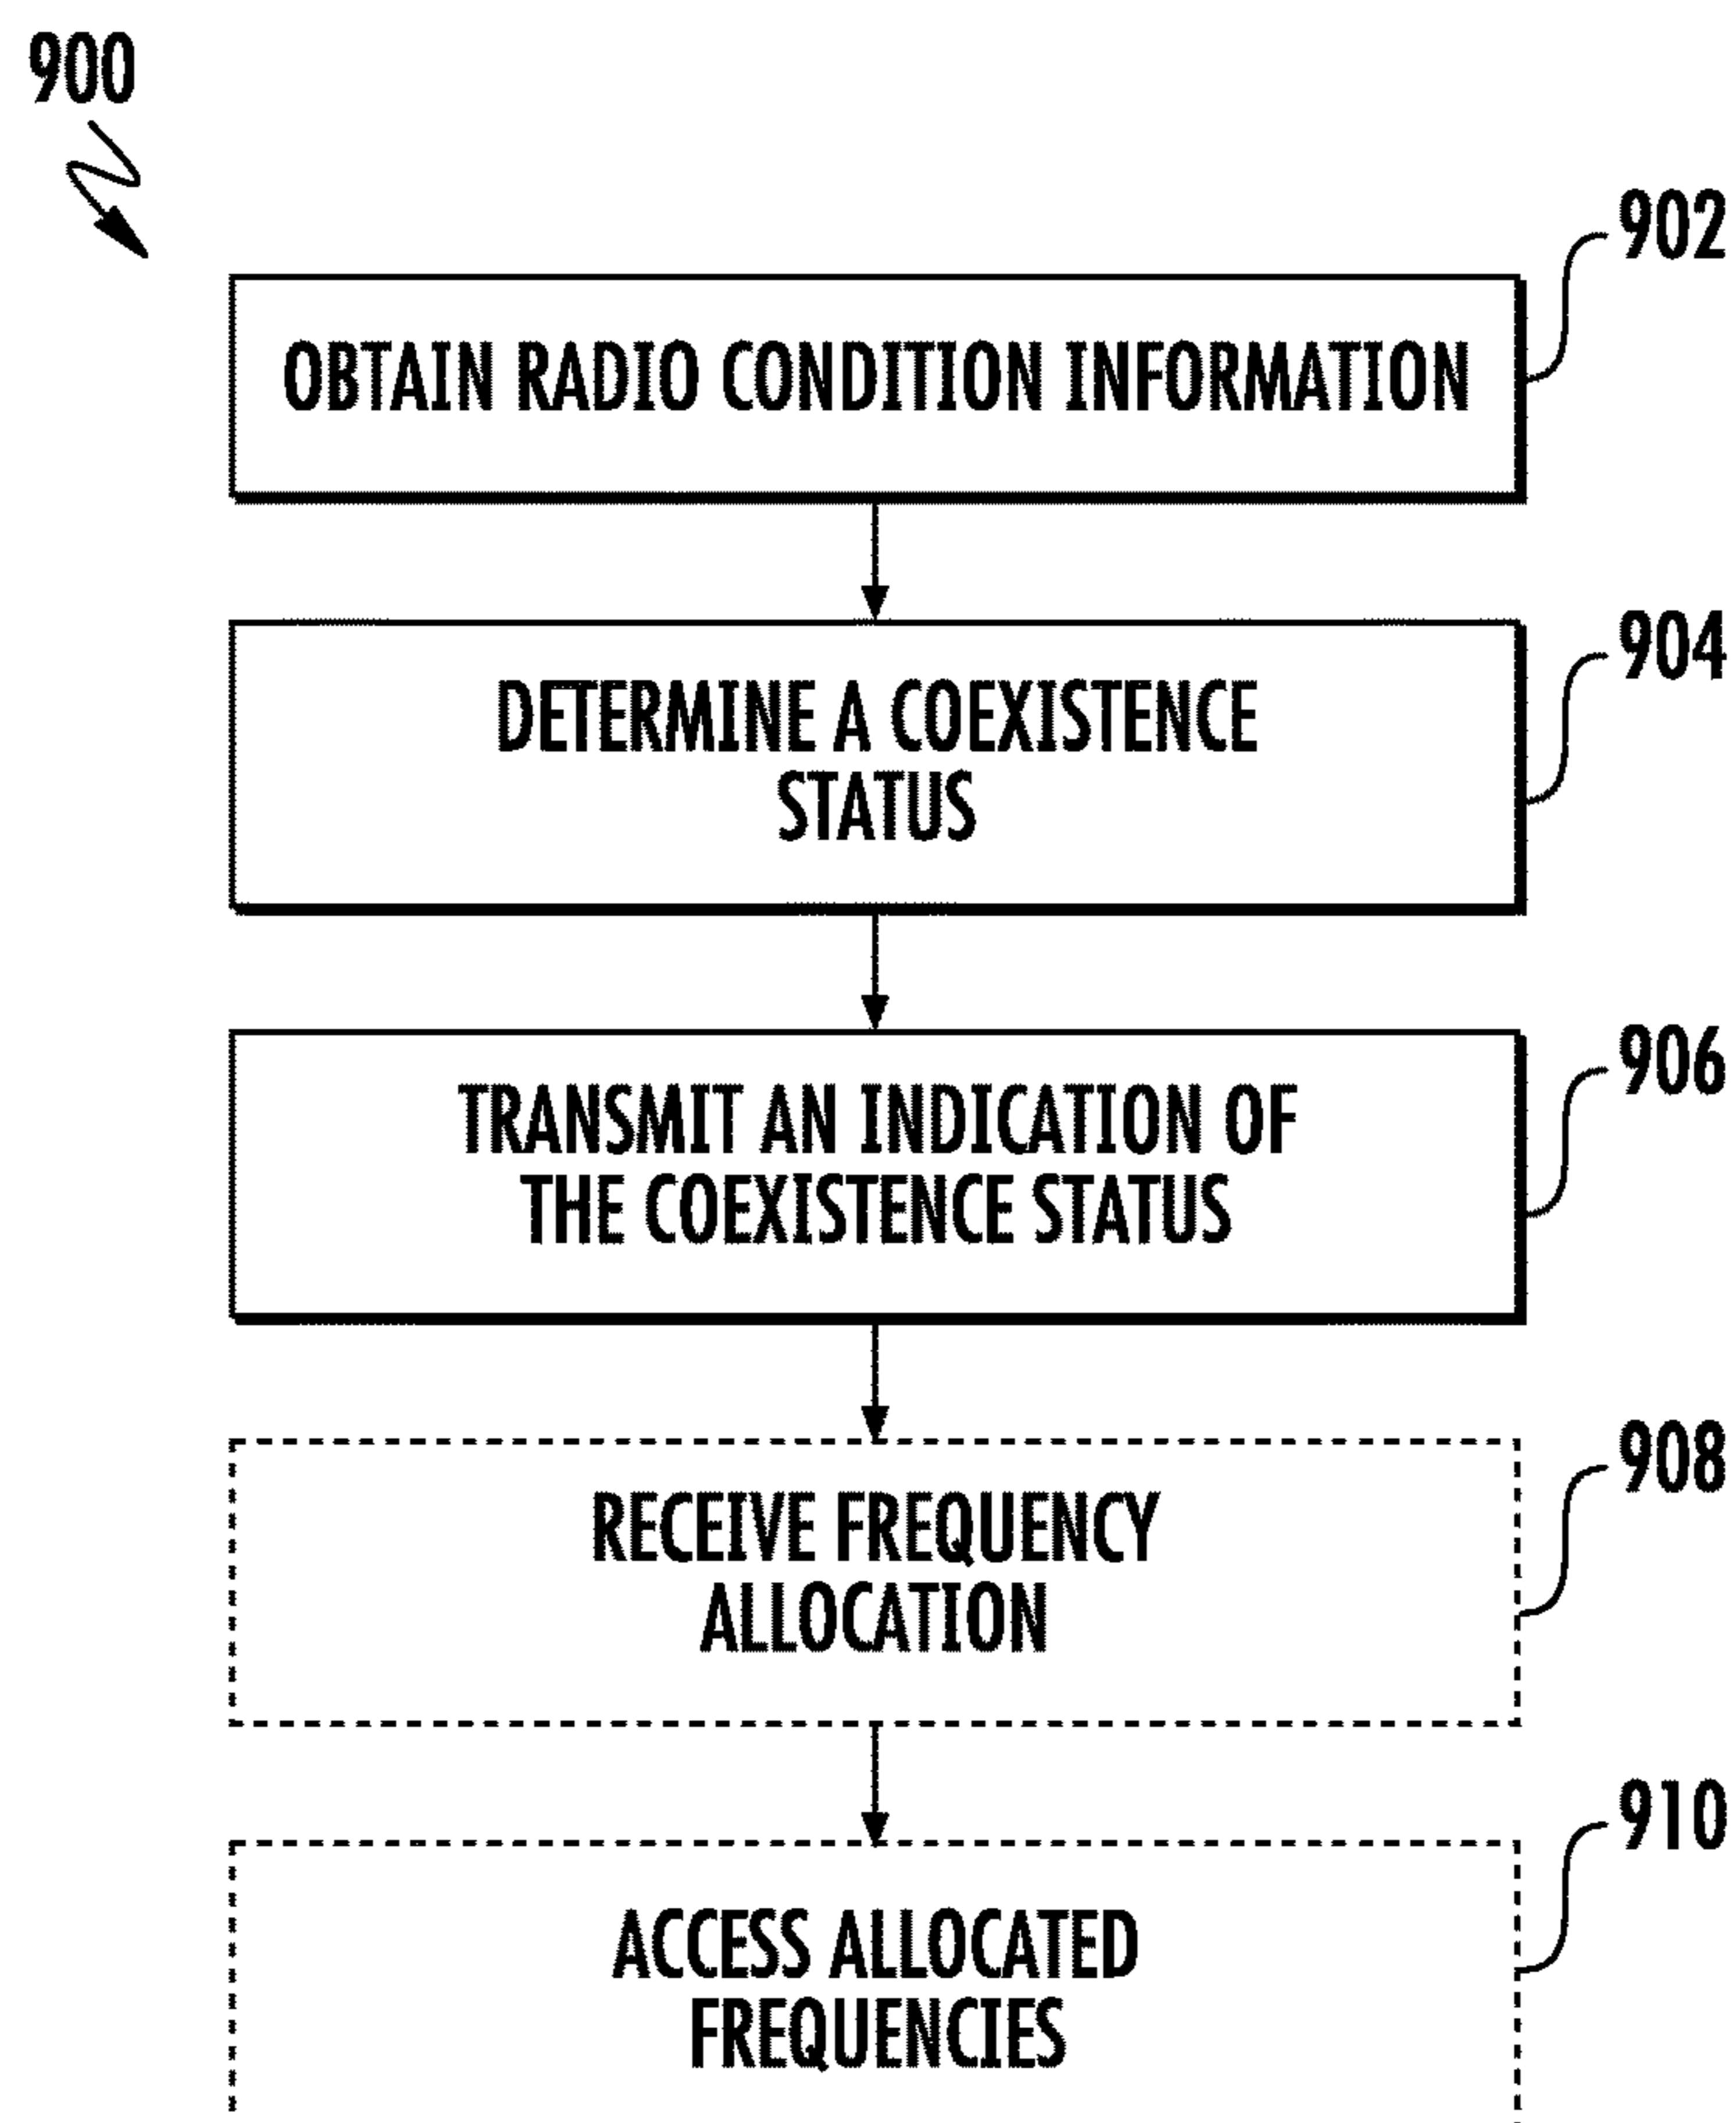 900
902
OBTAIN RADIO CONDITION INFORMATION
904
DETERMINE A COEXISTENCE
STATUS
906
TRANSMIT AN INDICATION OF
THE COEXISTENCE STATUS
908
RECEIVE FREQUENCY
ALLOCATION
910
ACCESS ALLOCATED
FREQUENCIES